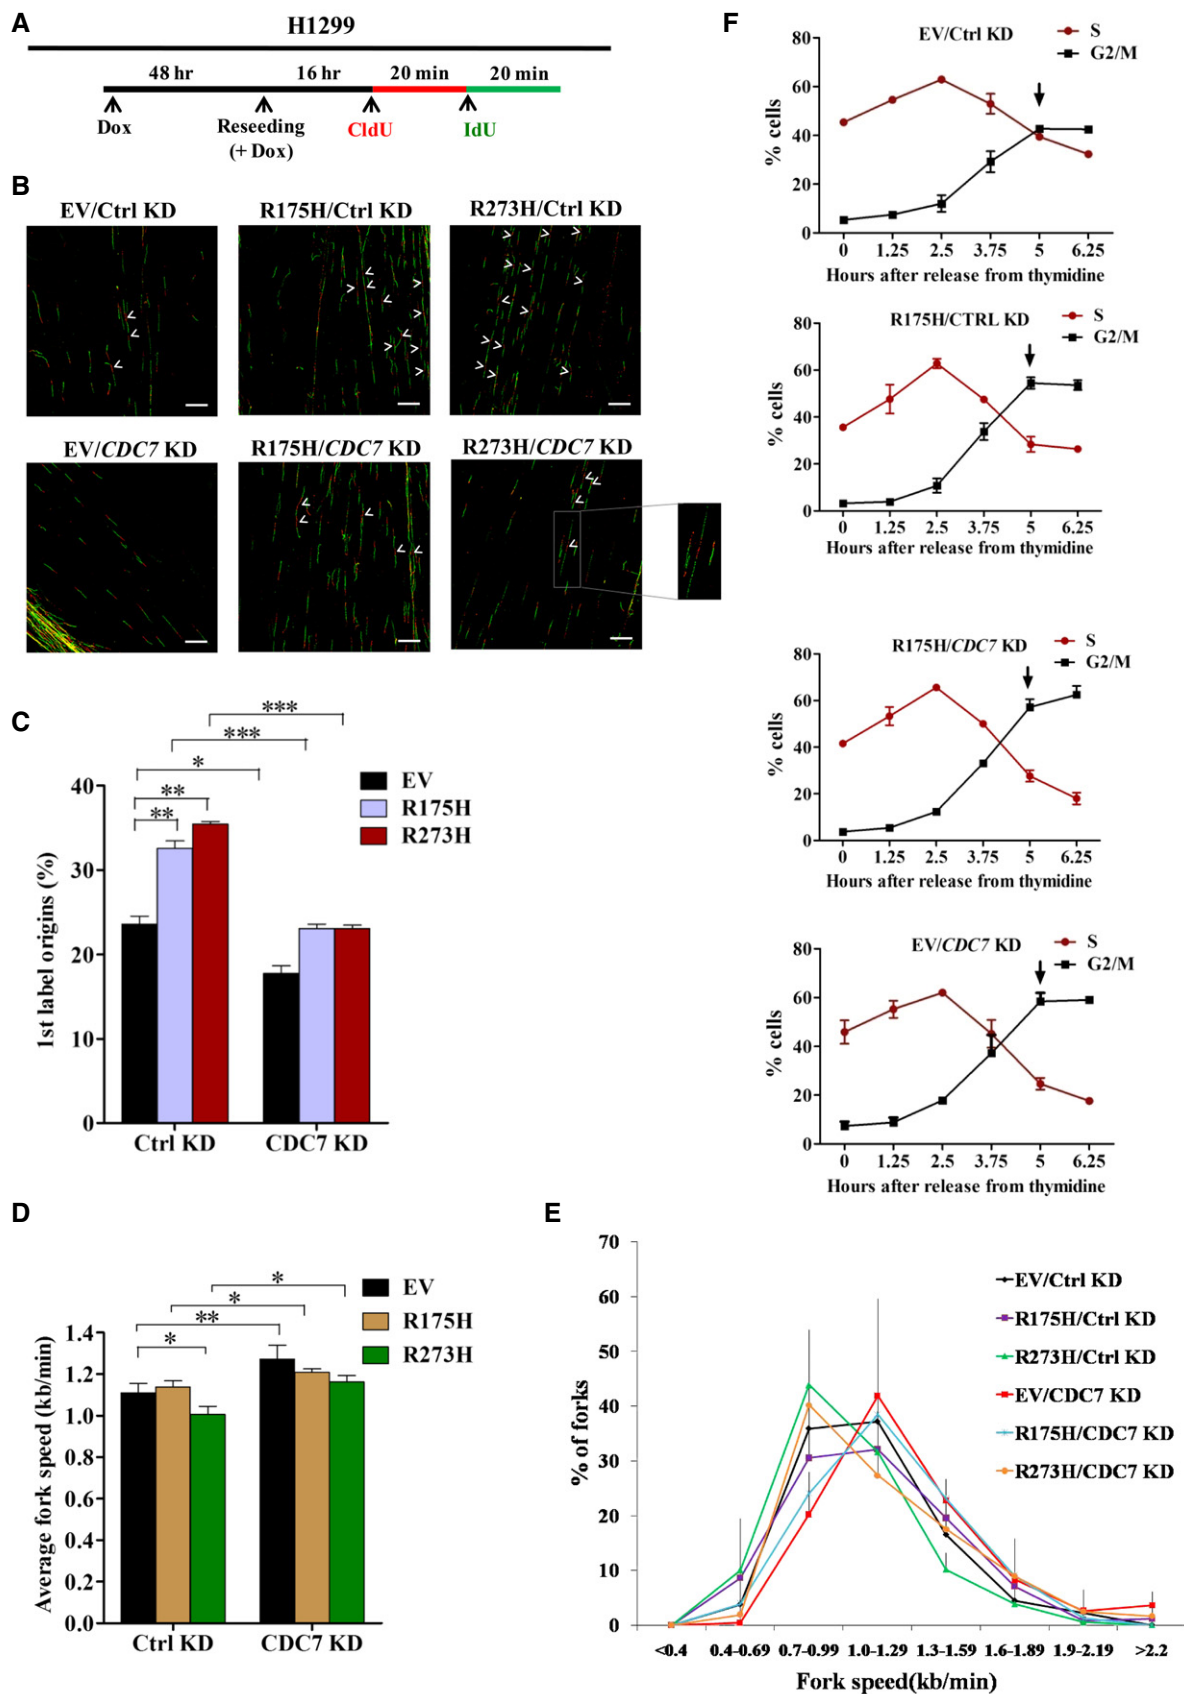 A
H1299
48 hr
16 hr
20 min
20 min
Dox
Reseeding
(+ Dox)
CldU
IdU
B
EV/Ctrl KD
R175H/Ctrl KD
R273H/Ctrl KD
EV/CDC7 KD
R175H/CDC7 KD
R273H/CDC7 KD
C
***
***
*
**
**
EV
R175H
R273H
40
30
20
10
0
1st label origins (%)
Ctrl KD
CDC7 KD
D
*
*
**
*
EV
R175H
R273H
1.4
1.2
1.0
0.8
0.6
0.4
0.2
0.0
Average fork speed (kb/min)
Ctrl KD
CDC7 KD
E
70
60
50
40
30
20
10
0
% of forks
EV/Ctrl KD
R175H/Ctrl KD
R273H/Ctrl KD
EV/CDC7 KD
R175H/CDC7 KD
R273H/CDC7 KD
<0.4
0.4-0.69
0.7-0.99
1.0-1.29
1.3-1.59
1.6-1.89
1.9-2.19
>2.2
Fork speed(kb/min)
F
EV/Ctrl KD
S
G2/M
80
60
40
20
0
% cells
0 1.25 2.5 3.75 5 6.25
Hours after release from thymidine
R175H/CTRL KD
S
G2/M
80
60
40
20
0
% cells
0 1.25 2.5 3.75 5 6.25
Hours after release from thymidine
R175H/CDC7 KD
S
G2/M
80
60
40
20
0
% cells
0 1.25 2.5 3.75 5 6.25
Hours after release from thymidine
EV/CDC7 KD
S
G2/M
80
60
40
20
0
% cells
0 1.25 2.5 3.75 5 6.25
Hours after release from thymidine